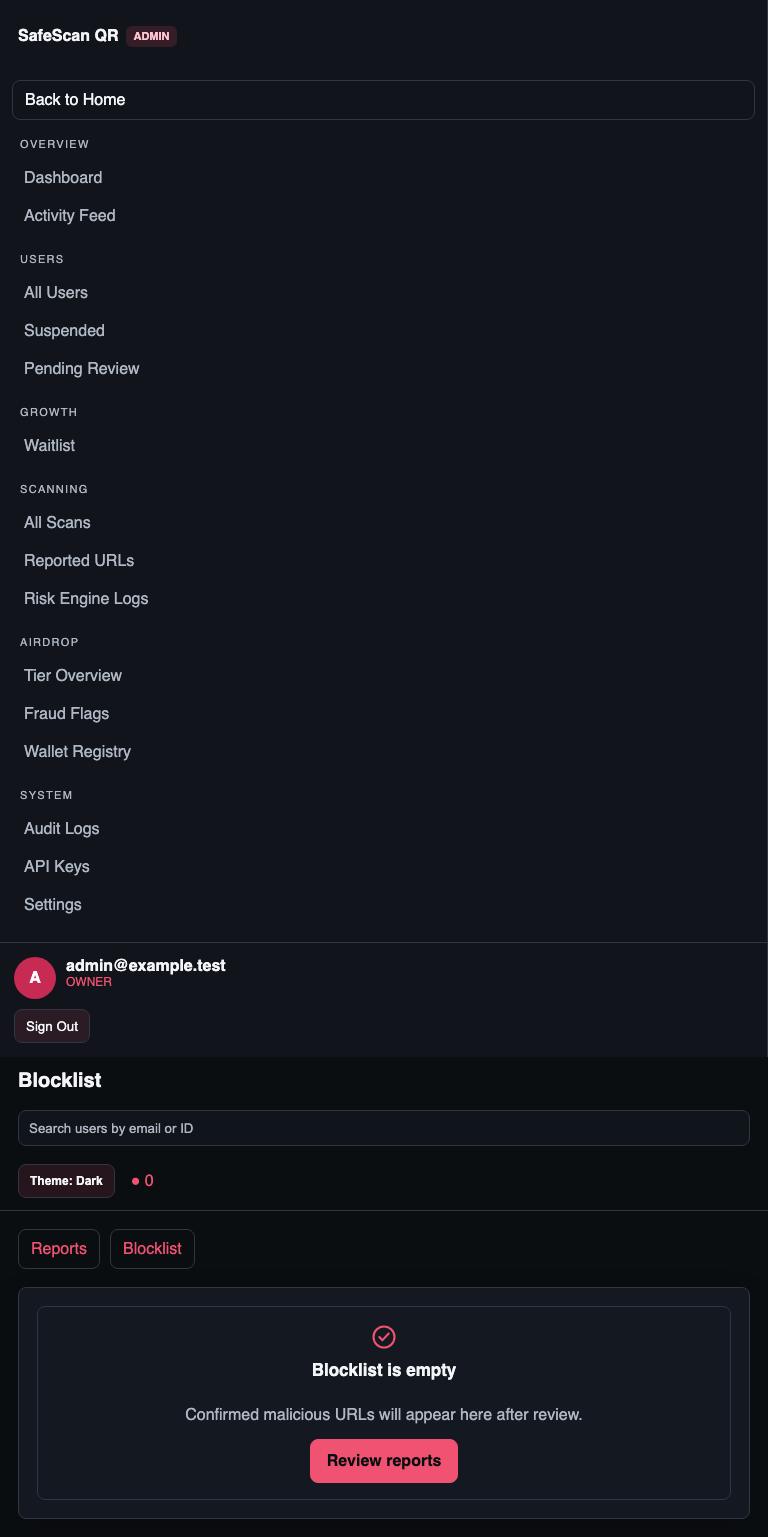 SafeScan QR ADMIN
Back to Home
OVERVIEW
Dashboard
Activity Feed
USERS
All Users
Suspended
Pending Review
GROWTH
Waitlist
SCANNING
All Scans
Reported URLs
Risk Engine Logs
AIRDROP
Tier Overview
Fraud Flags
Wallet Registry
SYSTEM
Audit Logs
API Keys
Settings
A
admin@example.test
OWNER
Sign Out
Blocklist
Search users by email or ID
Theme: Dark 0
Reports Blocklist
Blocklist is empty
Confirmed malicious URLs will appear here after review.
Review reports